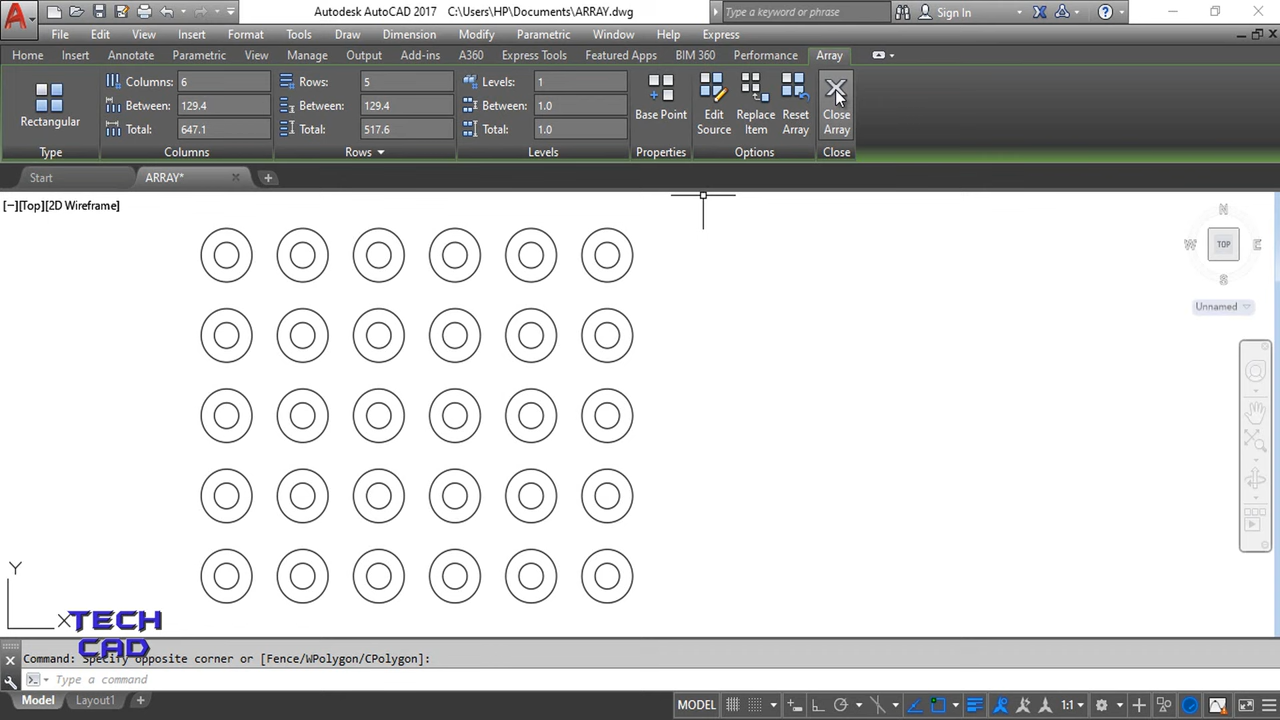 Autodesk AutoCAD 2017 C:\Users\HP\Documents\ARRAY.dwg
Type a keyword or phrase
Sign In
File Edit View Insert Format Tools Draw Dimension Modify Parametric Window Help Express
Home Insert Annotate Parametric View Manage Output Add-ins A360 Express Tools Featured Apps BIM 360 Performance Array
Columns: 6 Rows: 5 Levels: 1
Between: 129.4 Between: 129.4 Between: 1.0
Total: 647.1 Total: 517.6 Total: 1.0
Rectangular
Base Point
Edit Source
Replace Item
Reset Array
Close Array
Type Columns Rows Levels Properties Options Close
Start ARRAY*
[−][Top][2D Wireframe]
N
W TOP E
S
Unnamed
Y
X
TECH
CAD
Command: Specify opposite corner or [Fence/WPolygon/CPolygon]:
Type a command
Model Layout1
MODEL 1:1